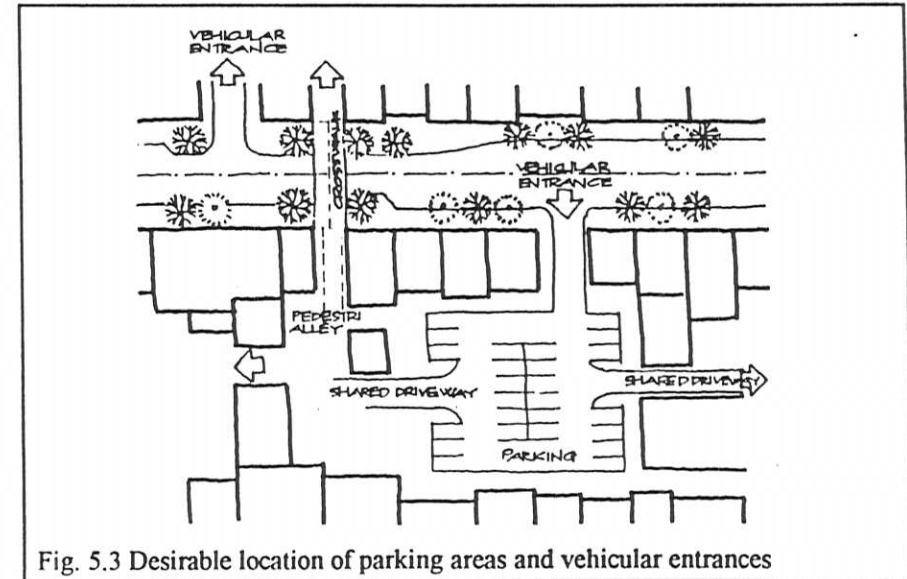 VEHICULAR
ENTRANCE
CROSSWALK
VEHICULAR
ENTRANCE
PEDESTRI
ALLEY
SHARED DRIVEWAY
SHARED DRIVEWAY
PARKING
Fig. 5.3 Desirable location of parking areas and vehicular entrances